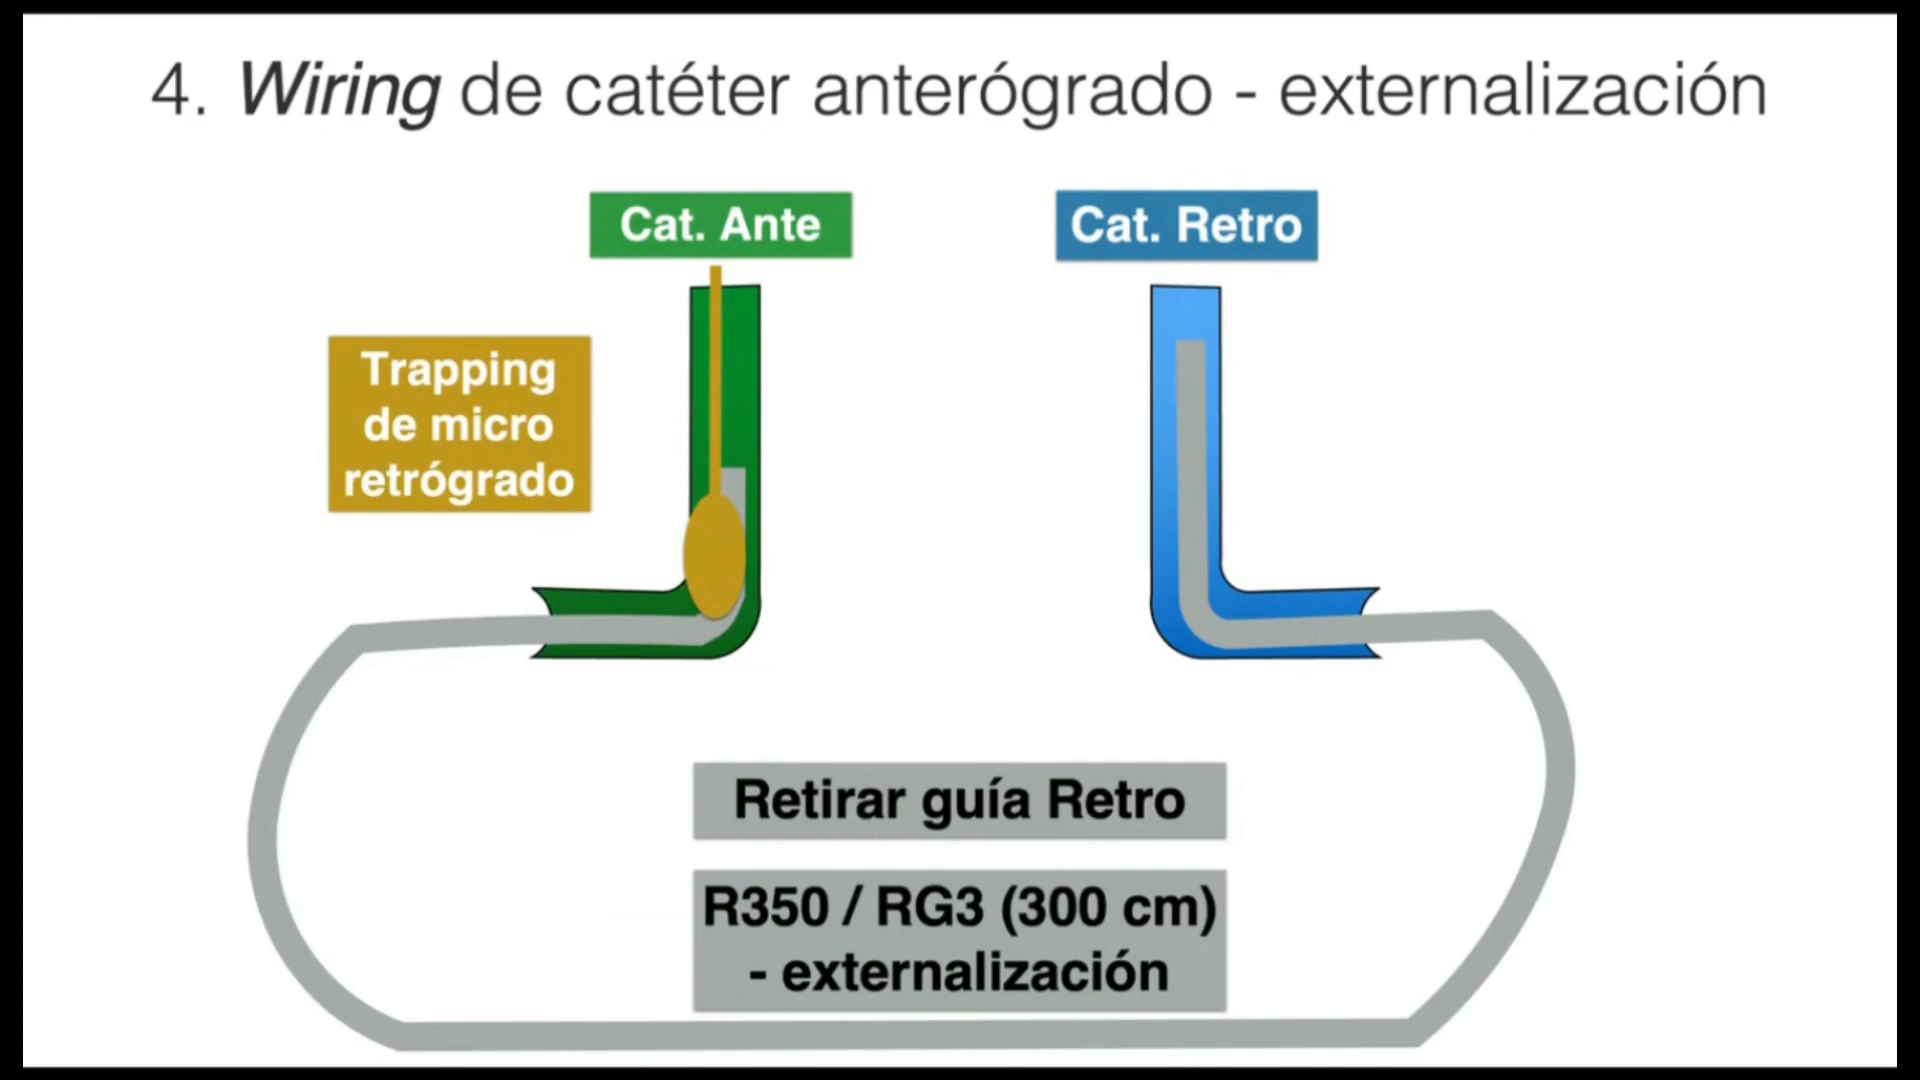 4. Wiring de catéter anterógrado - externalización
Cat. Ante
Cat. Retro
Trapping
de micro
retrógrado
Retirar guía Retro
R350 / RG3 (300 cm)
- externalización